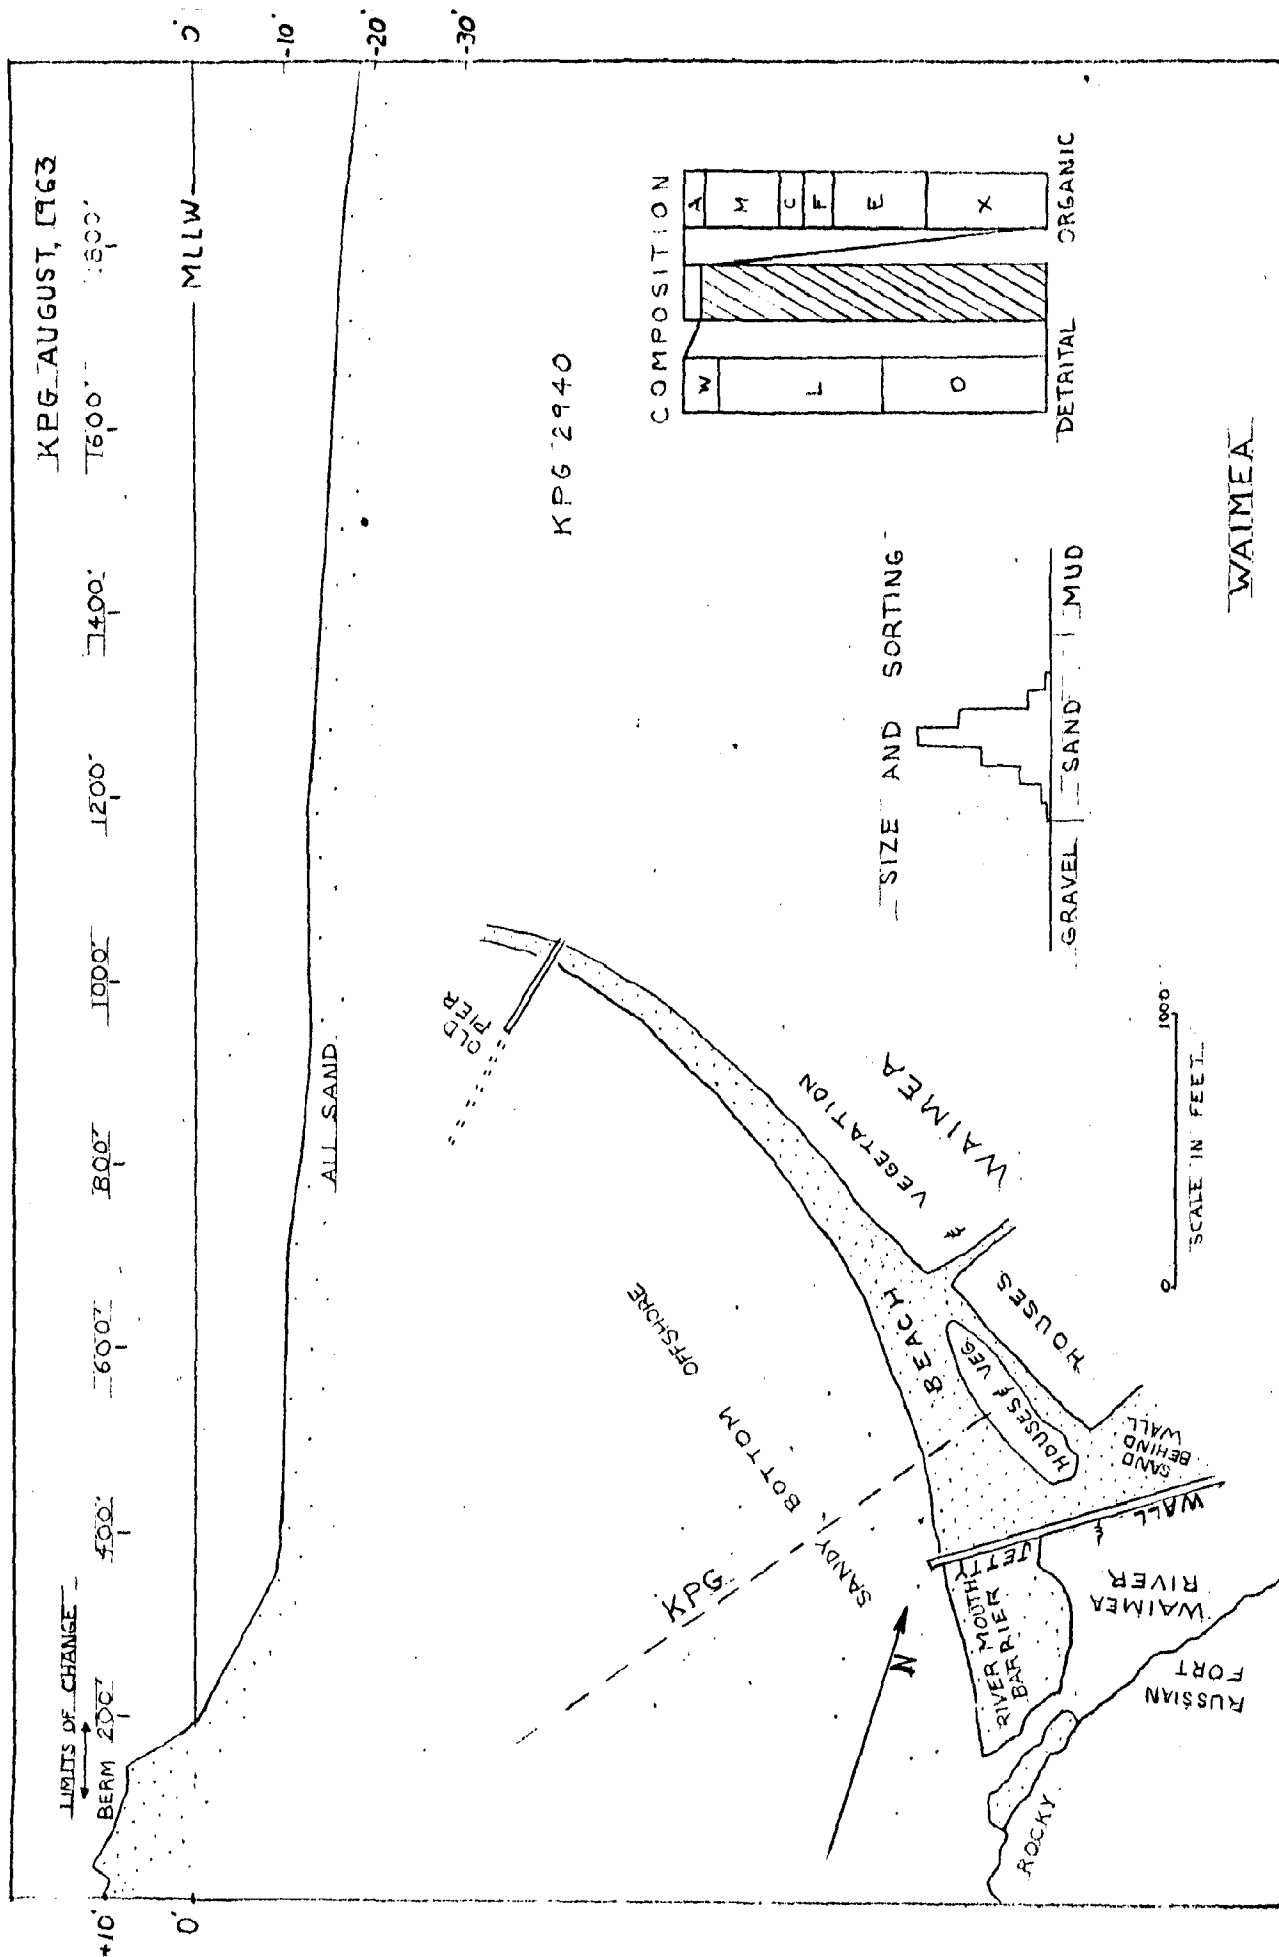 KPG AUGUST, 1963
LIMITS OF CHANGE
BERM 200' 400' 600' 800' 1000' 1200' 1400' 1600' 1800'
+10'
0' MLLW 0'
-10'
-20'
-30'
ALL SAND
KPG 2940
OLD
PIER
SANDY BOTTOM OFFSHORE
KPG
N
BEACH
HOUSES & VEG.
HOUSES & VEGETATION
WAIMEA
SAND
BEHIND
WALL
JETTY & WALL
RIVER MOUTH
BARRIER
WAIMEA
RIVER
RUSSIAN
FORT
ROCKY
0 1000'
SCALE IN FEET
SIZE AND SORTING
GRAVEL SAND MUD
COMPOSITION
W
L
O
A
M
C
F
E
X
DETRITAL ORGANIC
WAIMEA